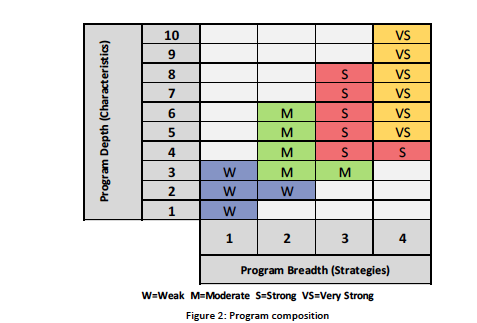 Program Depth (Characteristics)
10 VS
9 VS
8 S VS
7 S VS
6 M S VS
5 M S VS
4 M S S
3 W M M
2 W W
1 W
1 2 3 4
Program Breadth (Strategies)
W=Weak M=Moderate S=Strong VS=Very Strong
Figure 2: Program composition